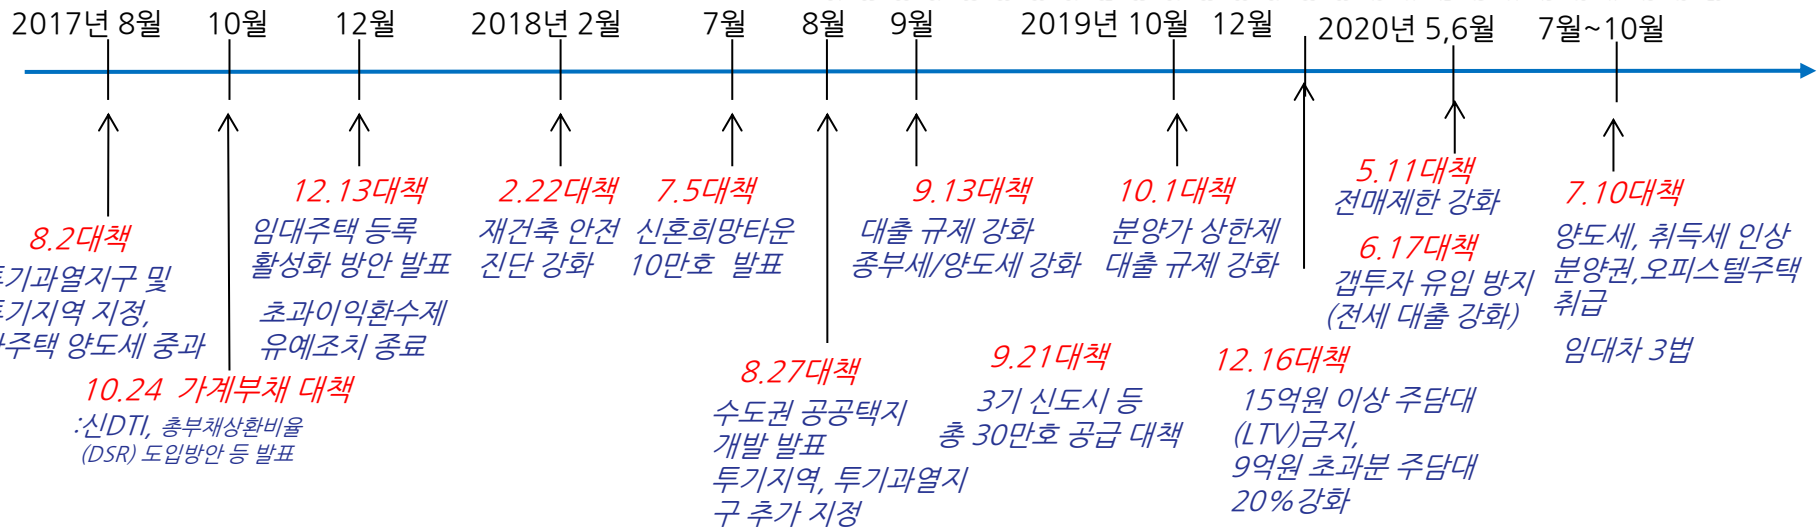 2017년 8월
10월
12월
2018년 2월
7월
8월
9월
2019년 10월
12월
2020년 5,6월
7월~10월
8.2대책
투기과열지구 및
투기지역 지정,
주택 양도세 중과
10.24 가계부채 대책
:신DTI, 총부채상환비율
(DSR) 도입방안 등 발표
12.13대책
임대주택 등록
활성화 방안 발표
초과이익환수제
유예조치 종료
2.22대책
재건축 안전
진단 강화
7.5대책
신혼희망타운
10만호 발표
8.27대책
수도권 공공택지
개발 발표
투기지역, 투기과열지
구 추가 지정
9.13대책
대출 규제 강화
종부세/양도세 강화
9.21대책
3기 신도시 등
총 30만호 공급 대책
10.1대책
분양가 상한제
대출 규제 강화
12.16대책
15억원 이상 주담대
(LTV)금지,
9억원 초과분 주담대
20%강화
5.11대책
전매제한 강화
6.17대책
갭투자 유입 방지
(전세 대출 강화)
7.10대책
양도세, 취득세 인상
분양권,오피스텔주택
취급
임대차 3법